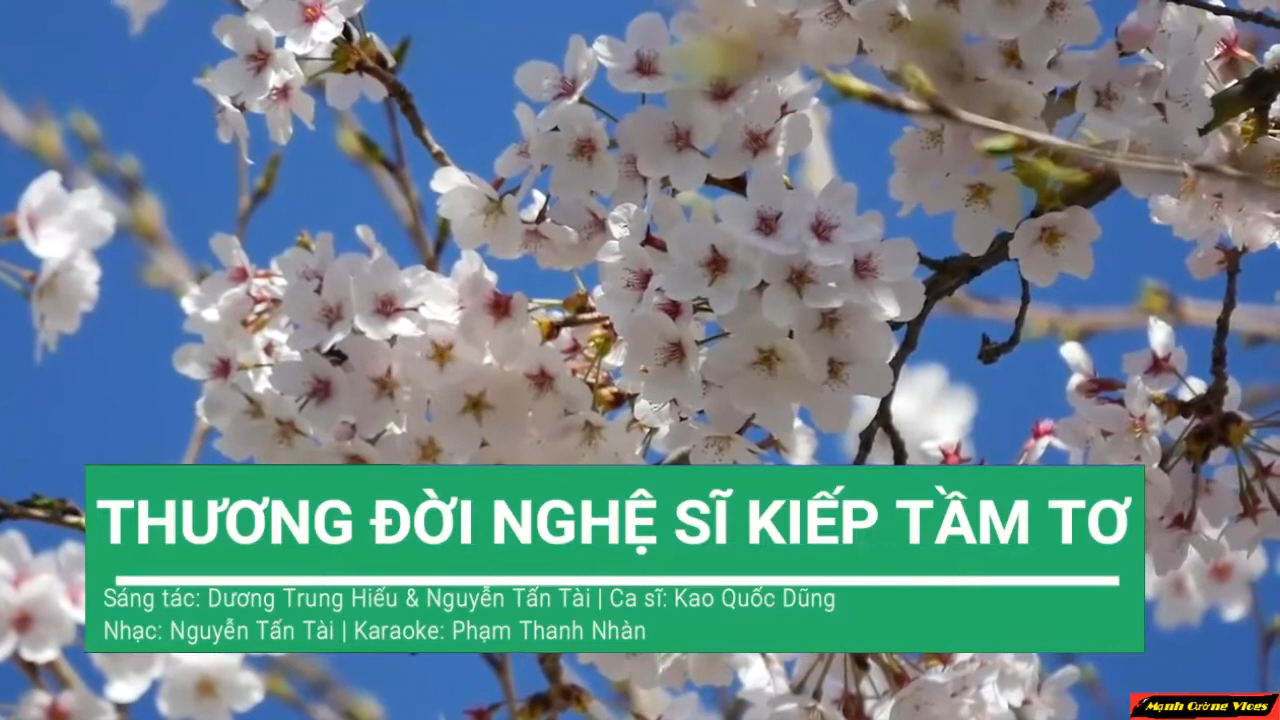 THƯƠNG ĐỜI NGHỆ SĨ KIẾP TẦM TƠ
Sáng tác: Dương Trung Hiếu & Nguyễn Tấn Tài | Ca sĩ: Kao Quốc Dũng
Nhạc: Nguyễn Tấn Tài | Karaoke: Phạm Thanh Nhàn
Mạnh Cường Vlogs